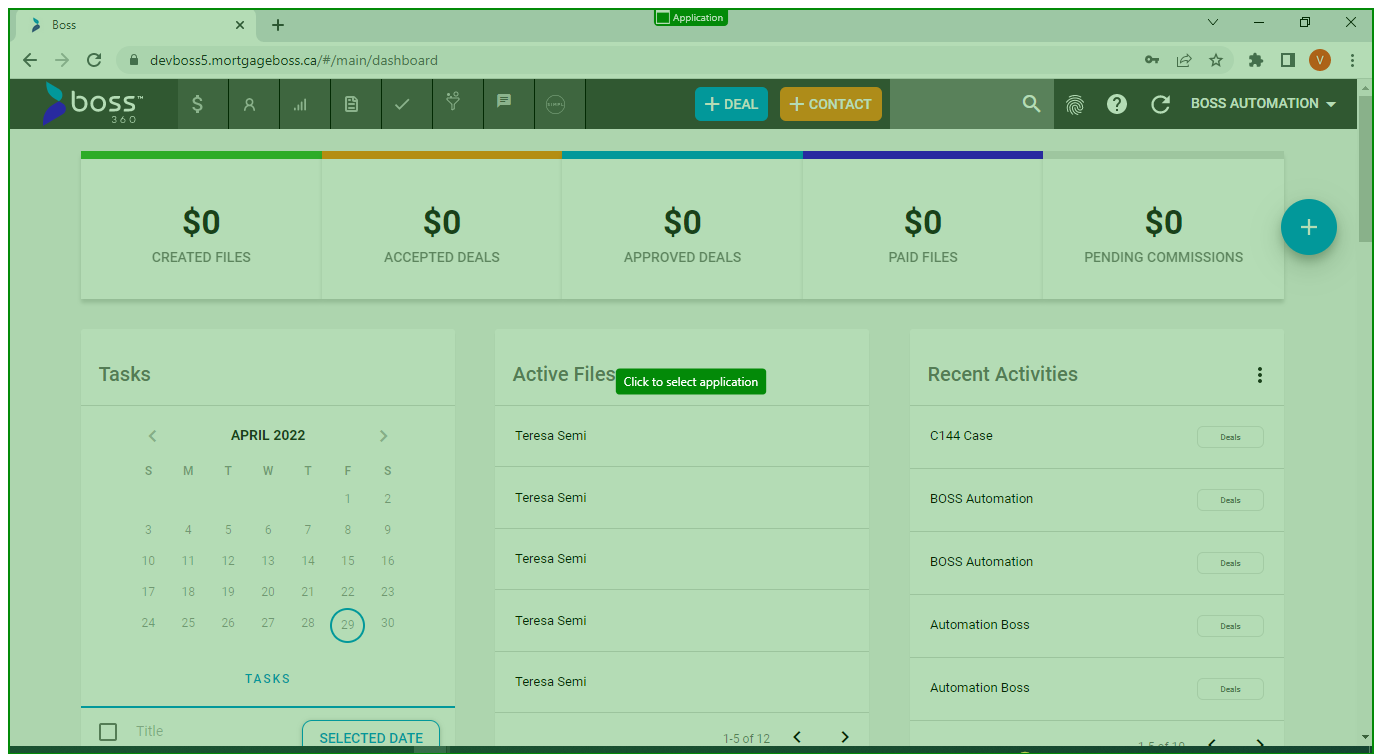 Application
Boss
devboss5.mortgageboss.ca/#/main/dashboard
V
boss™
360
DEAL
CONTACT
BOSS AUTOMATION
$0
CREATED FILES
$0
ACCEPTED DEALS
$0
APPROVED DEALS
$0
PAID FILES
$0
PENDING COMMISSIONS
Tasks
APRIL 2022
S M T W T F S
1 2
3 4 5 6 7 8 9
10 11 12 13 14 15 16
17 18 19 20 21 22 23
24 25 26 27 28 29 30
TASKS
Title
SELECTED DATE
Active Files
Click to select application
Teresa Semi
Teresa Semi
Teresa Semi
Teresa Semi
Teresa Semi
1-5 of 12
Recent Activities
C144 Case
Deals
BOSS Automation
Deals
BOSS Automation
Deals
Automation Boss
Deals
Automation Boss
Deals
1-5 of 10